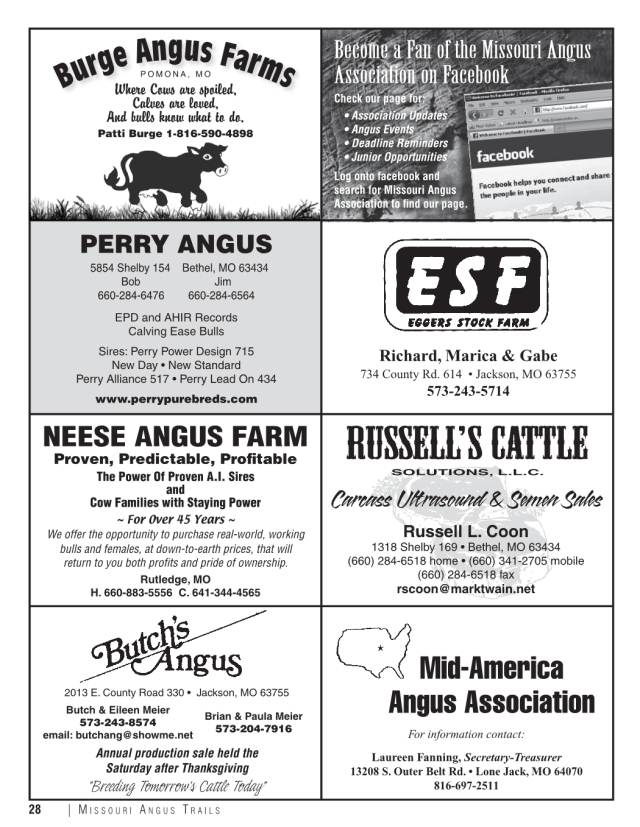 Burge Angus Farms
POMONA, MO
Where Cows are spoiled,
Calves are loved,
And bulls know what to do.
Patti Burge 1-816-590-4898
Become a Fan of the Missouri Angus
Association on Facebook
Check our page for:
• Association Updates
• Angus Events
• Deadline Reminders
• Junior Opportunities
Log onto facebook and
search for Missouri Angus
Association to find our page.
facebook
Facebook helps you connect and share
the people in your life.
PERRY ANGUS
5854 Shelby 154 Bethel, MO 63434
Bob Jim
660-284-6476 660-284-6564
EPD and AHIR Records
Calving Ease Bulls
Sires: Perry Power Design 715
New Day • New Standard
Perry Alliance 517 • Perry Lead On 434
www.perrypurebreds.com
ESF
EGGERS STOCK FARM
Richard, Marica & Gabe
734 County Rd. 614 • Jackson, MO 63755
573-243-5714
NEESE ANGUS FARM
Proven, Predictable, Profitable
The Power Of Proven A.I. Sires
and
Cow Families with Staying Power
~ For Over 45 Years ~
We offer the opportunity to purchase real-world, working
bulls and females, at down-to-earth prices, that will
return to you both profits and pride of ownership.
Rutledge, MO
H. 660-883-5556 C. 641-344-4565
RUSSELL'S CATTLE
SOLUTIONS, L.L.C.
Carcass Ultrasound & Semen Sales
Russell L. Coon
1318 Shelby 169 • Bethel, MO 63434
(660) 284-6518 home • (660) 341-2705 mobile
(660) 284-6518 fax
rscoon@marktwain.net
Butch's
Angus
2013 E. County Road 330 • Jackson, MO 63755
Butch & Eileen Meier
573-243-8574
email: butchang@showme.net
Brian & Paula Meier
573-204-7916
Annual production sale held the
Saturday after Thanksgiving
"Breeding Tomorrow's Cattle Today"
Mid-America
Angus Association
For information contact:
Laureen Fanning, Secretary-Treasurer
13208 S. Outer Belt Rd. • Lone Jack, MO 64070
816-697-2511
28 | MISSOURI ANGUS TRAILS